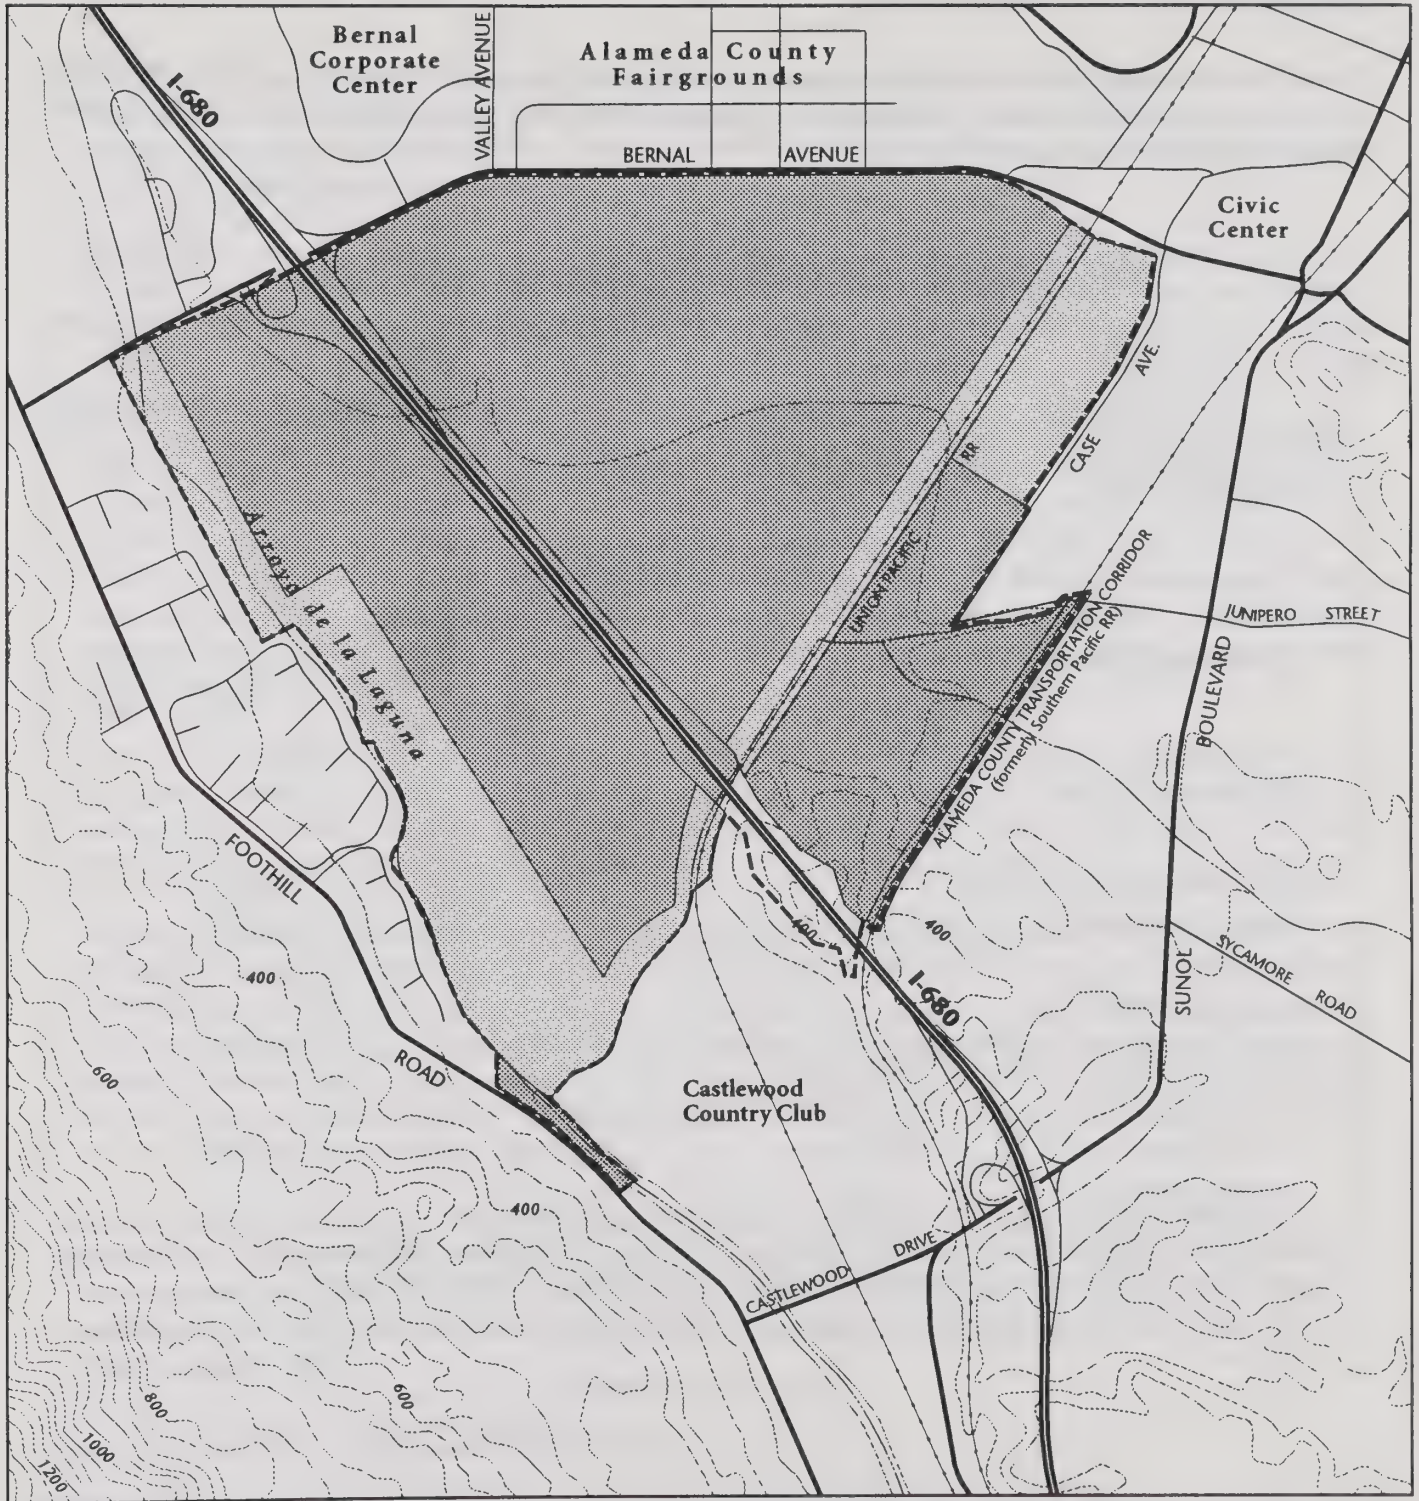 Bernal
Corporate
Center
VALLEY AVENUE
Alameda County
Fairgrounds
I-680
BERNAL AVENUE
Civic
Center
CASE AVE.
RR
UNION PACIFIC
Arroyo de la Laguna
ALAMEDA COUNTY TRANSPORTATION CORRIDOR
(formerly Southern Pacific RR)
JUNIPERO STREET
SUNOL BOULEVARD
FOOTHILL ROAD
400
400
400
I-680
SYCAMORE ROAD
600
Castlewood
Country Club
400
CASTLEWOOD DRIVE
800
600
1000
1200